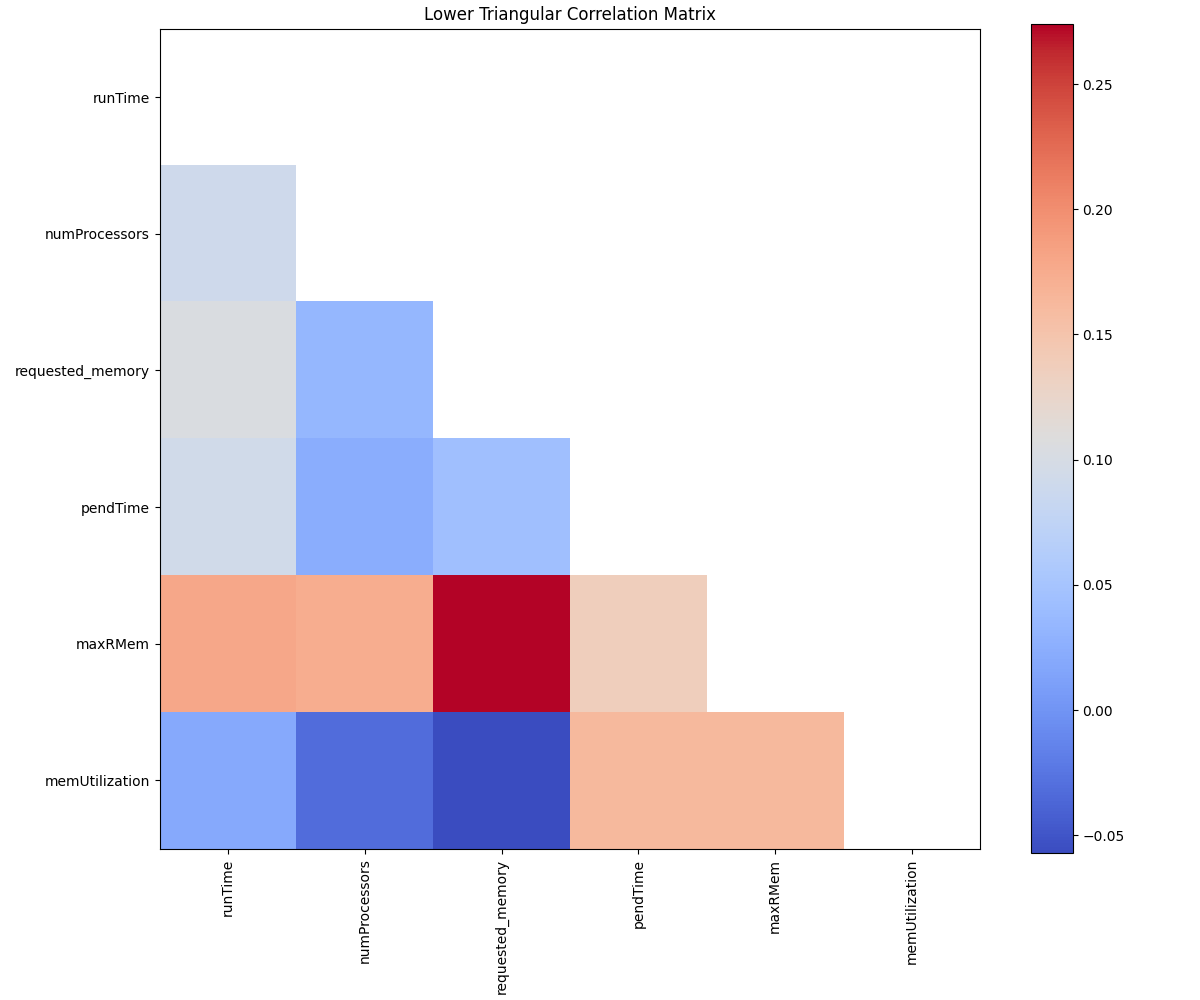 Lower Triangular Correlation Matrix
runTime
numProcessors
requested_memory
pendTime
maxRMem
memUtilization
runTime
numProcessors
requested_memory
pendTime
maxRMem
memUtilization
0.25
0.20
0.15
0.10
0.05
0.00
−0.05